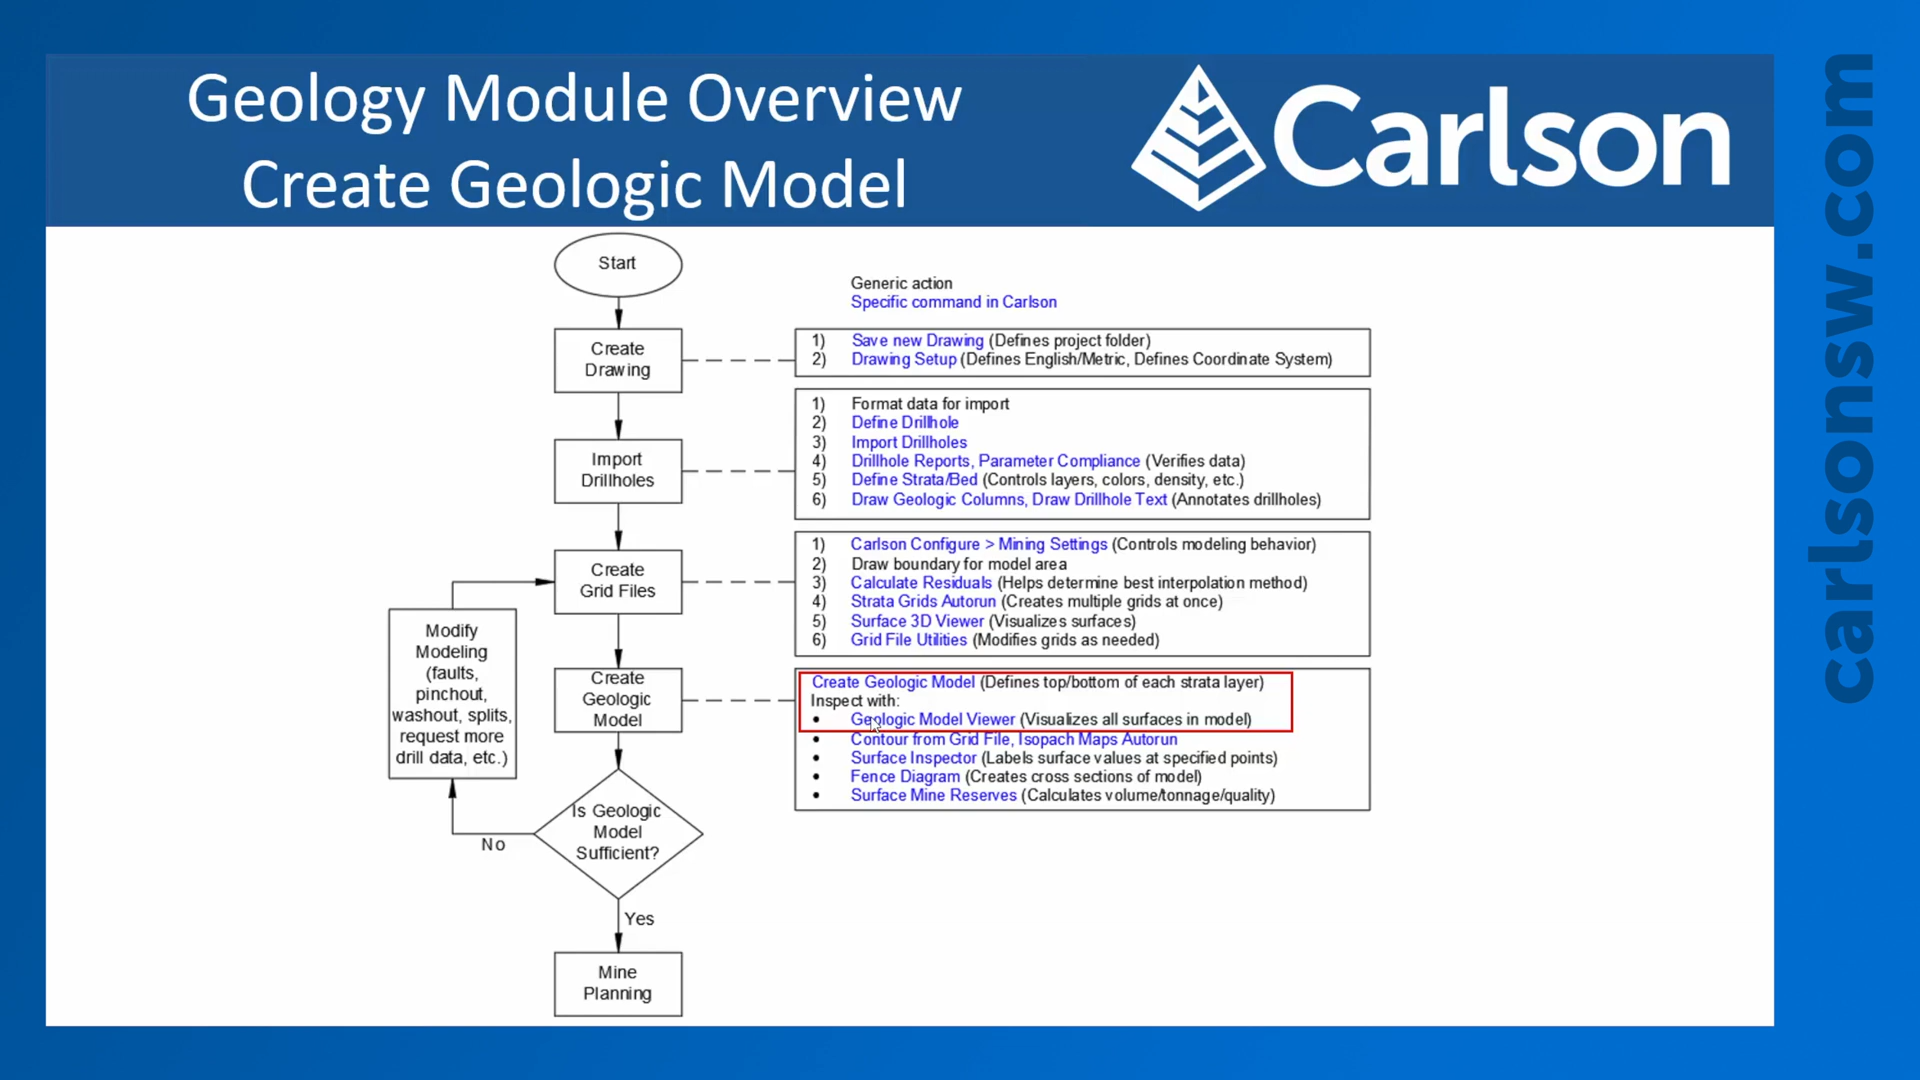 Geology Module Overview
Create Geologic Model
Carlson
carlsonsw.com
Start
Generic action
Specific command in Carlson
Create
Drawing
1) Save new Drawing (Defines project folder)
2) Drawing Setup (Defines English/Metric, Defines Coordinate System)
Import
Drillholes
1) Format data for import
2) Define Drillhole
3) Import Drillholes
4) Drillhole Reports, Parameter Compliance (Verifies data)
5) Define Strata/Bed (Controls layers, colors, density, etc.)
6) Draw Geologic Columns, Draw Drillhole Text (Annotates drillholes)
Create
Grid Files
1) Carlson Configure > Mining Settings (Controls modeling behavior)
2) Draw boundary for model area
3) Calculate Residuals (Helps determine best interpolation method)
4) Strata Grids Autorun (Creates multiple grids at once)
5) Surface 3D Viewer (Visualizes surfaces)
6) Grid File Utilities (Modifies grids as needed)
Modify
Modeling
(faults,
pinchout,
washout, splits,
request more
drill data, etc.)
Create
Geologic
Model
Create Geologic Model (Defines top/bottom of each strata layer)
Inspect with:
• Geologic Model Viewer (Visualizes all surfaces in model)
• Contour from Grid File, Isopach Maps Autorun
• Surface Inspector (Labels surface values at specified points)
• Fence Diagram (Creates cross sections of model)
• Surface Mine Reserves (Calculates volume/tonnage/quality)
Is Geologic
Model
Sufficient?
No
Yes
Mine
Planning